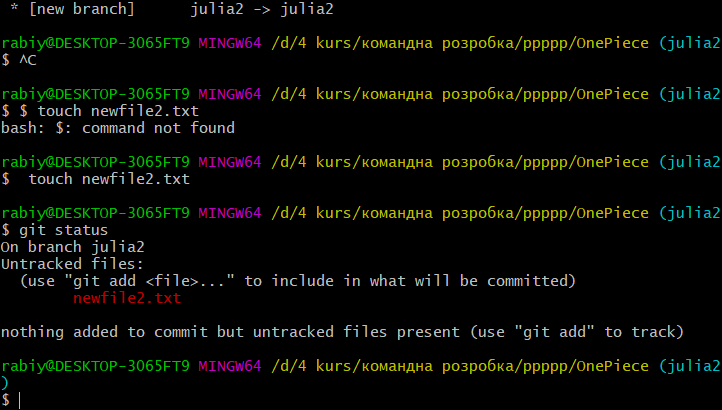 * [new branch]      julia2 -> julia2
rabiy@DESKTOP-3O65FT9 MINGW64 /d/4 kurs/командна розробка/ppppp/OnePiece (julia2
$ ^C
rabiy@DESKTOP-3O65FT9 MINGW64 /d/4 kurs/командна розробка/ppppp/OnePiece (julia2
$ $ touch newfile2.txt
bash: $: command not found
rabiy@DESKTOP-3O65FT9 MINGW64 /d/4 kurs/командна розробка/ppppp/OnePiece (julia2
$  touch newfile2.txt
rabiy@DESKTOP-3O65FT9 MINGW64 /d/4 kurs/командна розробка/ppppp/OnePiece (julia2
$ git status
On branch julia2
Untracked files:
  (use "git add <file>..." to include in what will be committed)
        newfile2.txt
nothing added to commit but untracked files present (use "git add" to track)
rabiy@DESKTOP-3O65FT9 MINGW64 /d/4 kurs/командна розробка/ppppp/OnePiece (julia2
)
$